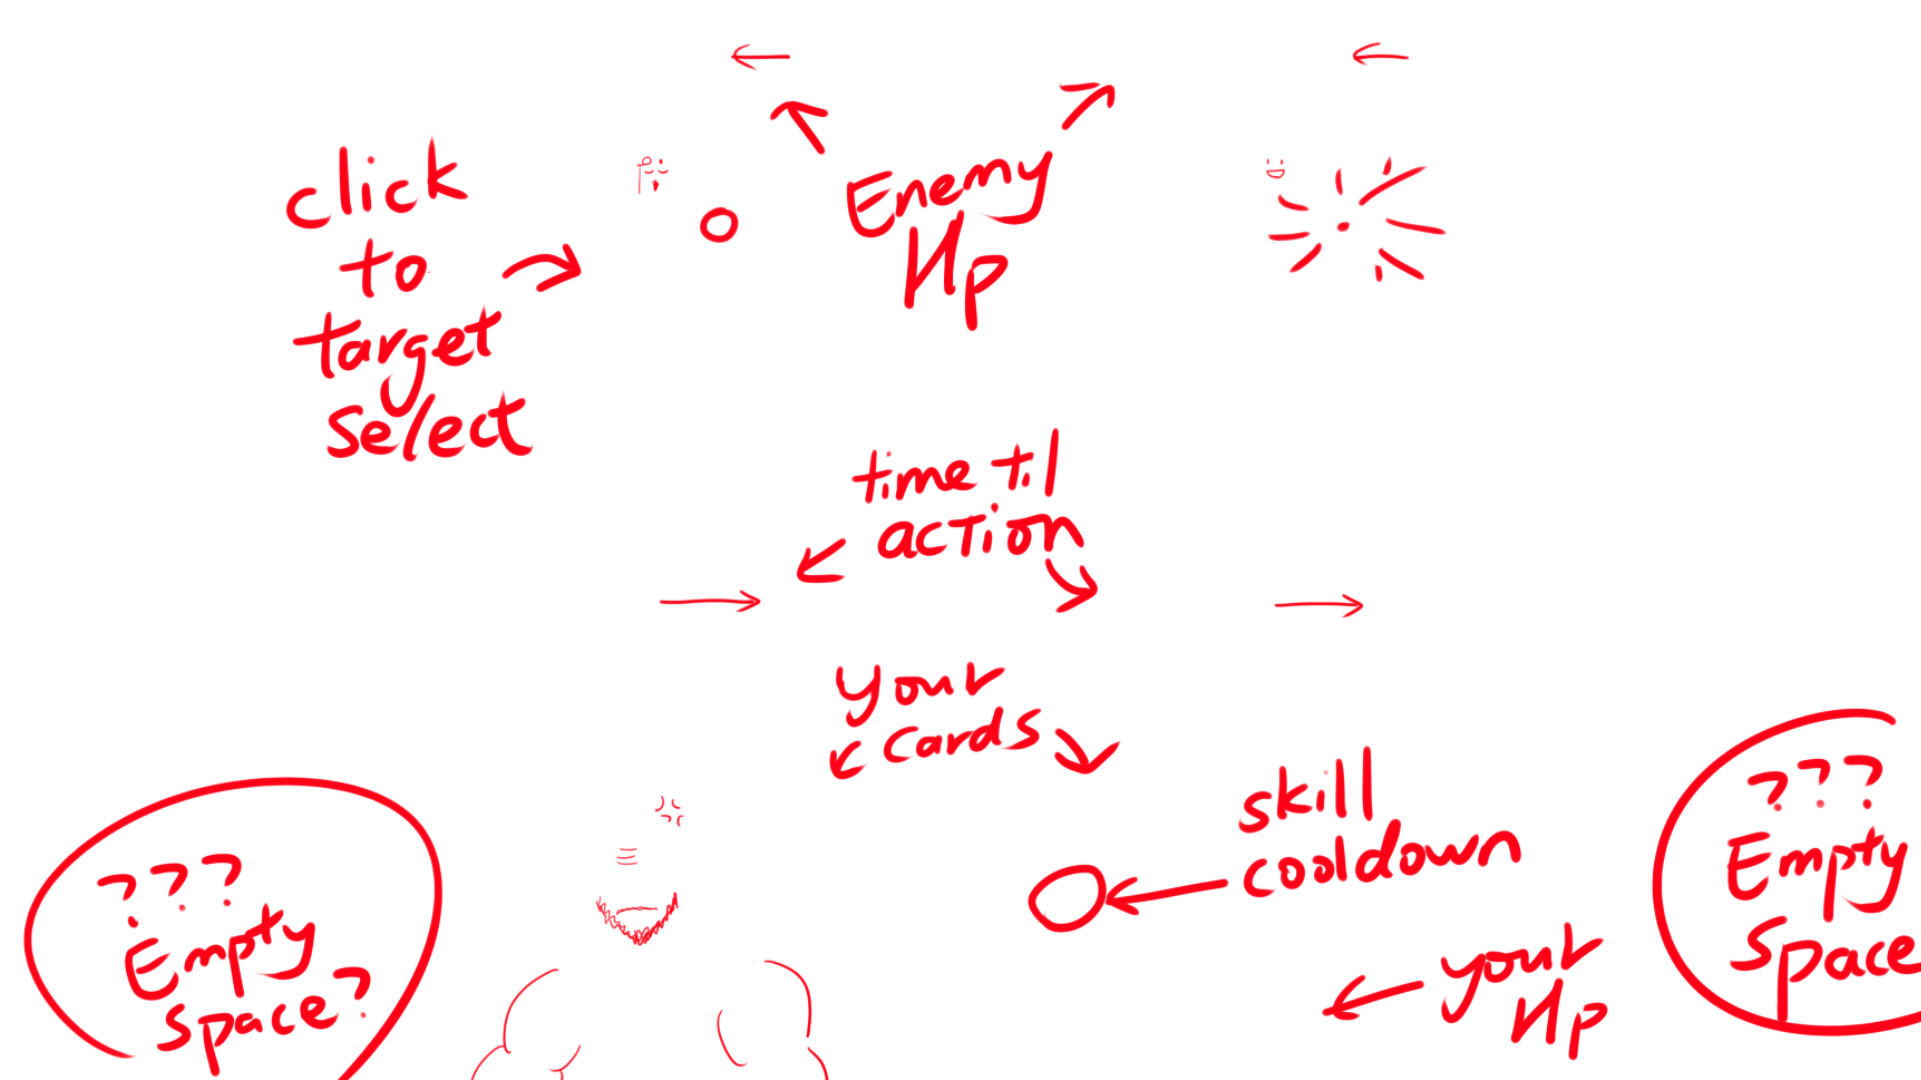 click
to
target
select
Enemy
Hp
time til
action
your
cards
skill
cooldown
your
Hp
???
Empty
space?
???
Empty
Space